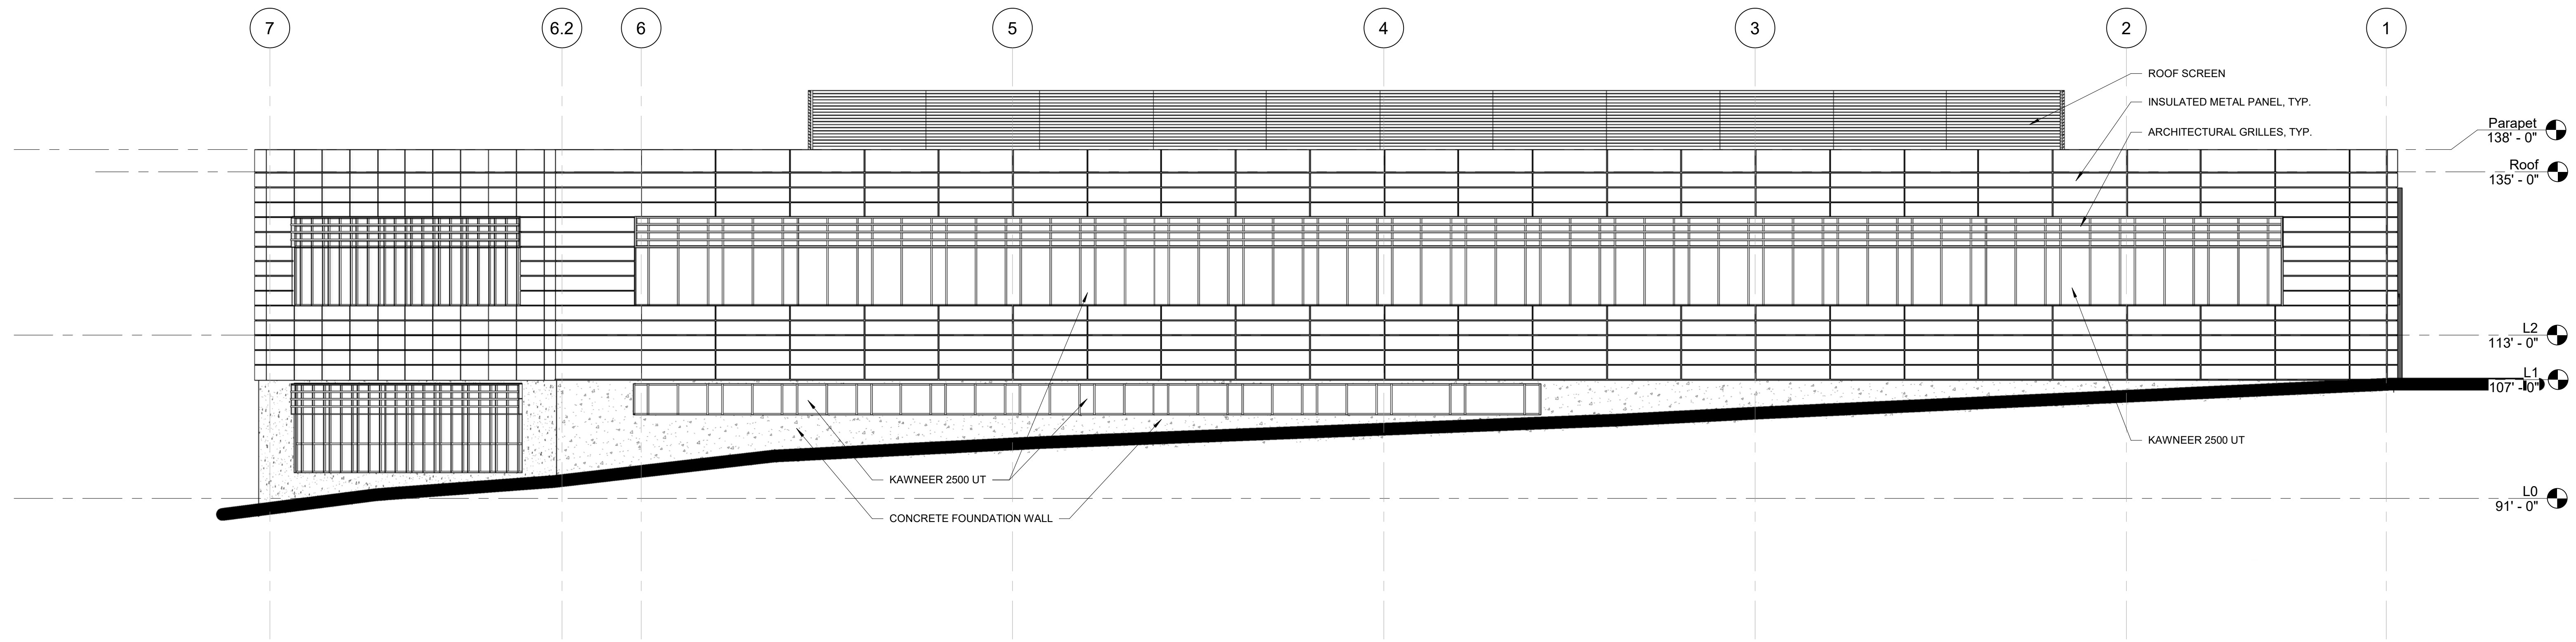 7
6.2
6
5
4
3
2
1
ROOF SCREEN
INSULATED METAL PANEL, TYP.
ARCHITECTURAL GRILLES, TYP.
Parapet
138' - 0"
Roof
135' - 0"
L2
113' - 0"
L1
107' - 0"
KAWNEER 2500 UT
KAWNEER 2500 UT
L0
91' - 0"
CONCRETE FOUNDATION WALL